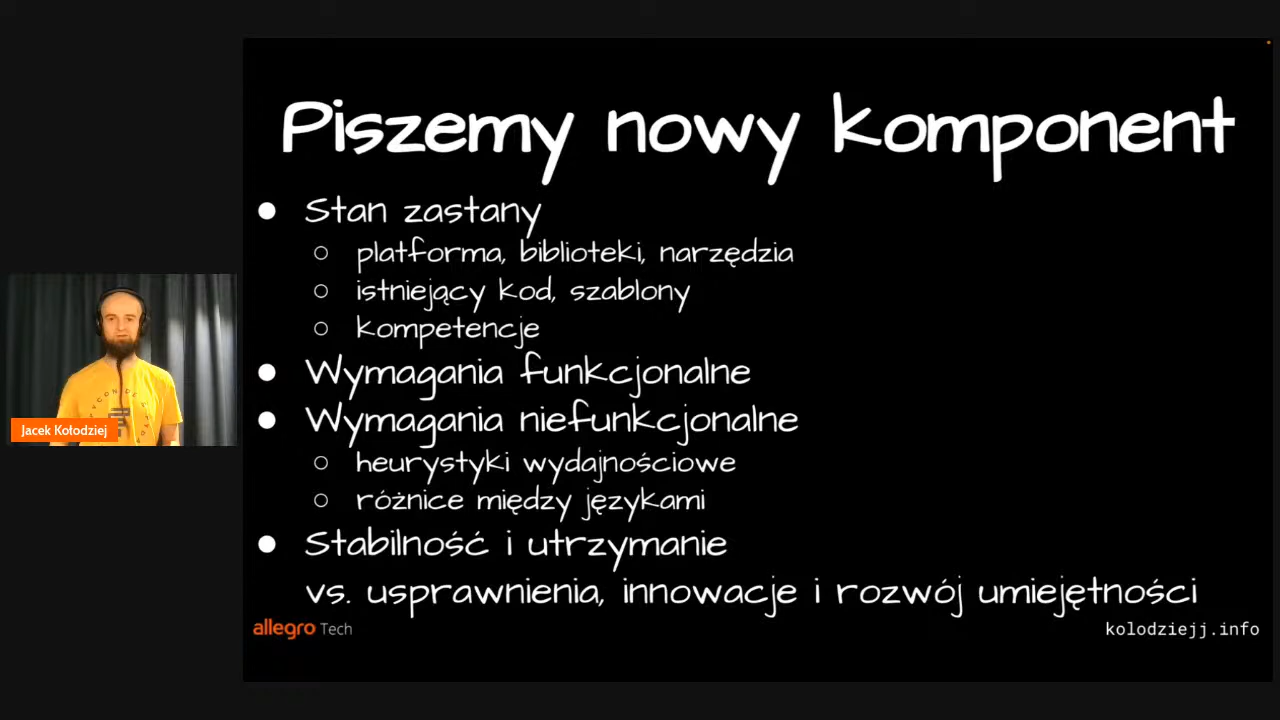 Piszemy nowy komponent
● Stan zastany
○ platforma, biblioteki, narzędzia
○ istniejący kod, szablony
○ kompetencje
● Wymagania funkcjonalne
● Wymagania niefunkcjonalne
○ heurystyki wydajnościowe
○ różnice między językami
● Stabilność i utrzymanie
vs. usprawnienia, innowacje i rozwój umiejętności
allegro Tech
kolodziejj.info
Jacek Kołodziej